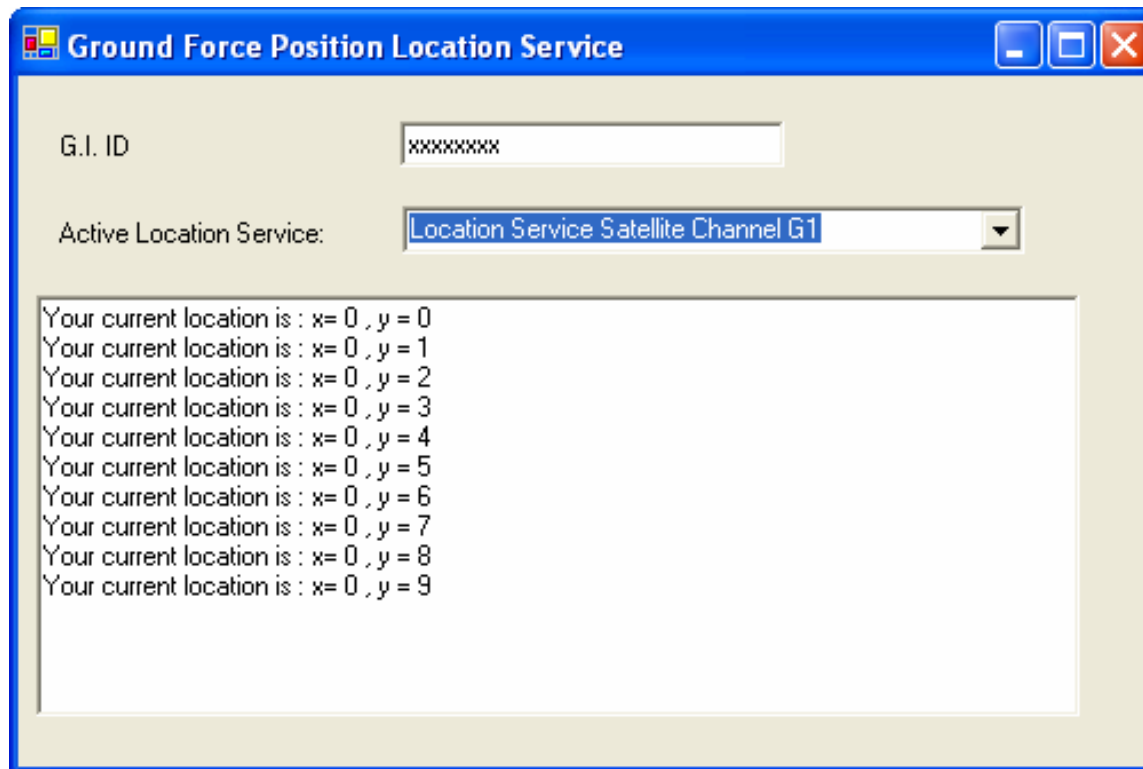 Ground Force Position Location Service
G.I. ID xxxxxxxx
Active Location Service: Location Service Satellite Channel G1
Your current location is : x= 0 , y = 0
Your current location is : x= 0 , y = 1
Your current location is : x= 0 , y = 2
Your current location is : x= 0 , y = 3
Your current location is : x= 0 , y = 4
Your current location is : x= 0 , y = 5
Your current location is : x= 0 , y = 6
Your current location is : x= 0 , y = 7
Your current location is : x= 0 , y = 8
Your current location is : x= 0 , y = 9